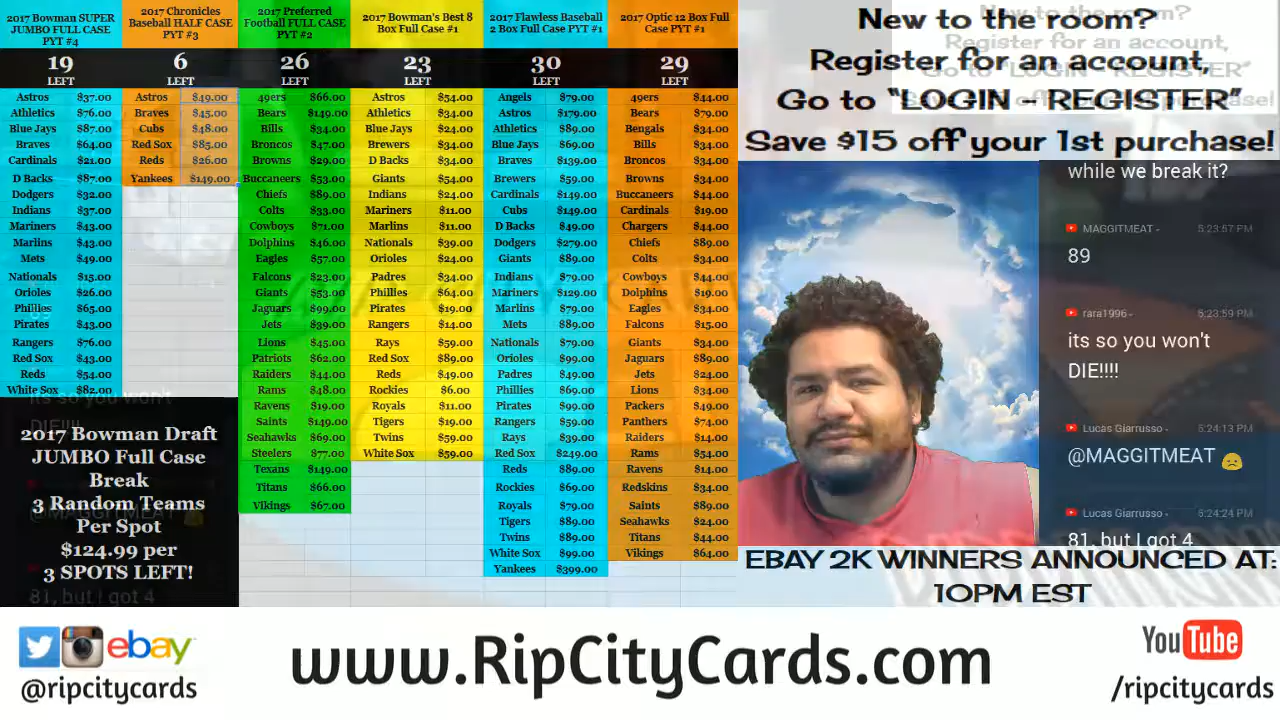 2017 Bowman SUPER
JUMBO FULL CASE
PYT #4
19
LEFT
Astros $37.00
Athletics $76.00
Blue Jays $87.00
Braves $64.00
Cardinals $21.00
D Backs $87.00
Dodgers $32.00
Indians $37.00
Mariners $43.00
Marlins $43.00
Mets $49.00
Nationals $15.00
Orioles $26.00
Phillies $65.00
Pirates $43.00
Rangers $76.00
Red Sox $43.00
Reds $54.00
White Sox $82.00
2017 Chronicles
Baseball HALF CASE
PYT #3
6
LEFT
Astros $49.00
Braves $45.00
Cubs $48.00
Red Sox $85.00
Reds $26.00
Yankees $149.00
2017 Preferred
Football FULL CASE
PYT #2
26
LEFT
49ers $66.00
Bears $149.00
Bills $34.00
Broncos $47.00
Browns $29.00
Buccaneers $53.00
Chiefs $89.00
Colts $33.00
Cowboys $71.00
Dolphins $46.00
Eagles $57.00
Falcons $23.00
Giants $53.00
Jaguars $99.00
Jets $39.00
Lions $45.00
Patriots $62.00
Raiders $44.00
Rams $48.00
Ravens $19.00
Saints $149.00
Seahawks $69.00
Steelers $77.00
Texans $149.00
Titans $66.00
Vikings $67.00
2017 Bowman's Best 8
Box Full Case #1
23
LEFT
Astros $54.00
Athletics $34.00
Blue Jays $24.00
Brewers $34.00
D Backs $34.00
Giants $54.00
Indians $24.00
Mariners $11.00
Marlins $11.00
Nationals $39.00
Orioles $24.00
Padres $34.00
Phillies $64.00
Pirates $19.00
Rangers $14.00
Rays $59.00
Red Sox $89.00
Reds $49.00
Rockies $6.00
Royals $11.00
Tigers $19.00
Twins $59.00
White Sox $59.00
2017 Flawless Baseball
2 Box Full Case PYT #1
30
LEFT
Angels $79.00
Astros $179.00
Athletics $89.00
Blue Jays $69.00
Braves $139.00
Brewers $59.00
Cardinals $149.00
Cubs $149.00
D Backs $49.00
Dodgers $279.00
Giants $89.00
Indians $79.00
Mariners $129.00
Marlins $79.00
Mets $89.00
Nationals $79.00
Orioles $99.00
Padres $49.00
Phillies $69.00
Pirates $99.00
Rangers $59.00
Rays $39.00
Red Sox $249.00
Reds $89.00
Rockies $69.00
Royals $79.00
Tigers $89.00
Twins $89.00
White Sox $99.00
Yankees $399.00
2017 Optic 12 Box Full
Case PYT #1
29
LEFT
49ers $44.00
Bears $79.00
Bengals $34.00
Bills $34.00
Broncos $34.00
Browns $34.00
Buccaneers $44.00
Cardinals $19.00
Chargers $44.00
Chiefs $89.00
Colts $34.00
Cowboys $44.00
Dolphins $19.00
Eagles $34.00
Falcons $15.00
Giants $34.00
Jaguars $89.00
Jets $24.00
Lions $34.00
Packers $49.00
Panthers $74.00
Raiders $14.00
Rams $54.00
Ravens $14.00
Redskins $34.00
Saints $89.00
Seahawks $24.00
Titans $44.00
Vikings $64.00
2017 Bowman Draft
JUMBO Full Case
Break
3 Random Teams
Per Spot
$124.99 per
3 SPOTS LEFT!
New to the room?
Register for an account,
Go to "LOGIN - REGISTER"
Save $15 off your 1st purchase!
while we break it?
MAGGITMEAT - 5:23:57 PM
89
rara1996 - 5:23:59 PM
its so you won't
DIE!!!!
Lucas Giarrusso - 5:24:13 PM
@MAGGITMEAT
Lucas Giarrusso - 5:24:24 PM
81, but I got 4
EBAY 2K WINNERS ANNOUNCED AT:
10PM EST
ebay
@ripcitycards
www.RipCityCards.com
YouTube
/ripcitycards